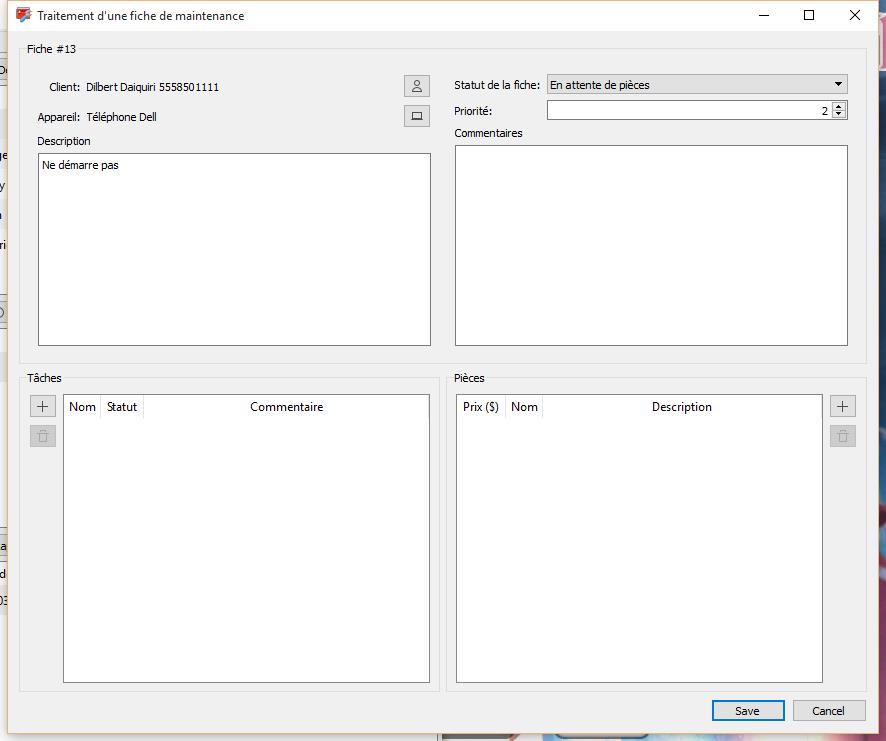 Traitement d'une fiche de maintenance
Fiche #13
Client: Dilbert Daiquiri 5558501111
Appareil: Téléphone Dell
Description
Ne démarre pas
Statut de la fiche: En attente de pièces
Priorité: 2
Commentaires
Tâches
Nom Statut Commentaire
Pièces
Prix ($) Nom Description
Save Cancel